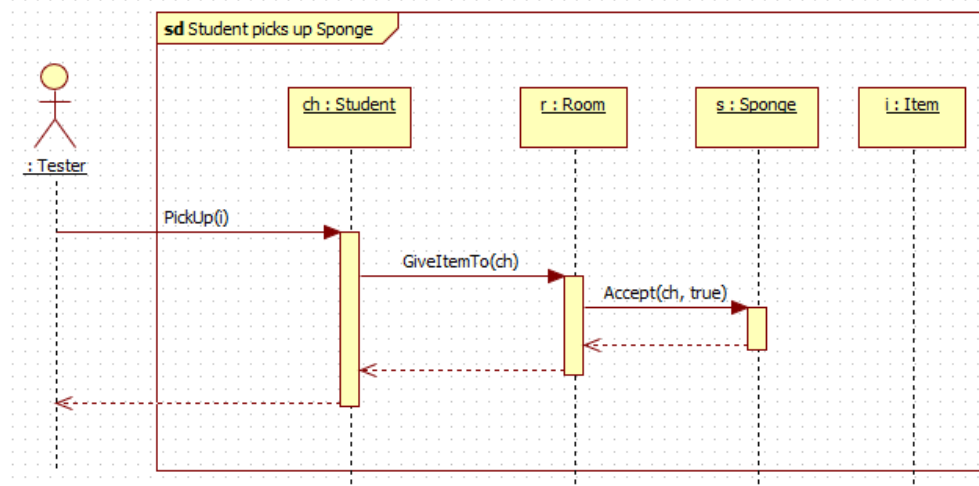 sd Student picks up Sponge
: Tester
ch : Student
r : Room
s : Sponge
i : Item
PickUp(i)
GiveItemTo(ch)
Accept(ch, true)